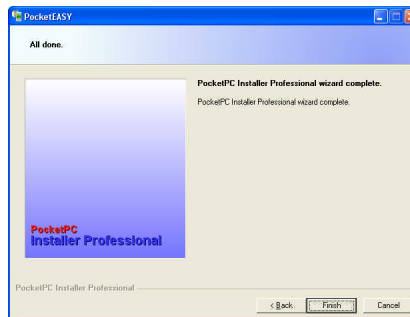 PocketEASY
All done.
PocketPC Installer Professional wizard complete.
PocketPC Installer Professional wizard complete.
PocketPC
Installer Professional
PocketPC Installer Professional
< Back
Finish
Cancel